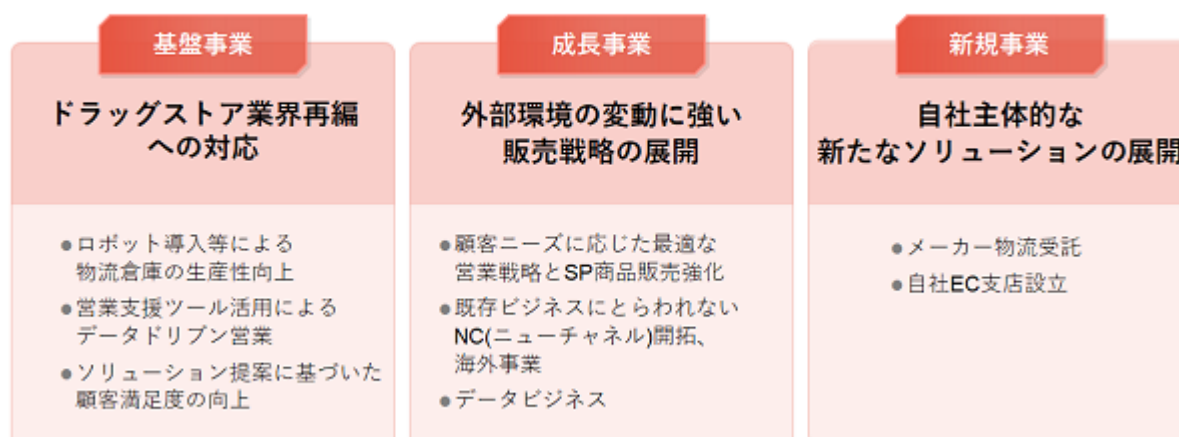 基盤事業
ドラッグストア業界再編
への対応
●ロボット導入等による
物流倉庫の生産性向上
●営業支援ツール活用による
データドリブン営業
●ソリューション提案に基づいた
顧客満足度の向上
成長事業
外部環境の変動に強い
販売戦略の展開
●顧客ニーズに応じた最適な
営業戦略とSP商品販売強化
●既存ビジネスにとらわれない
NC(ニューチャネル)開拓、
海外事業
●データビジネス
新規事業
自社主体的な
新たなソリューションの展開
●メーカー物流受託
●自社EC支店設立